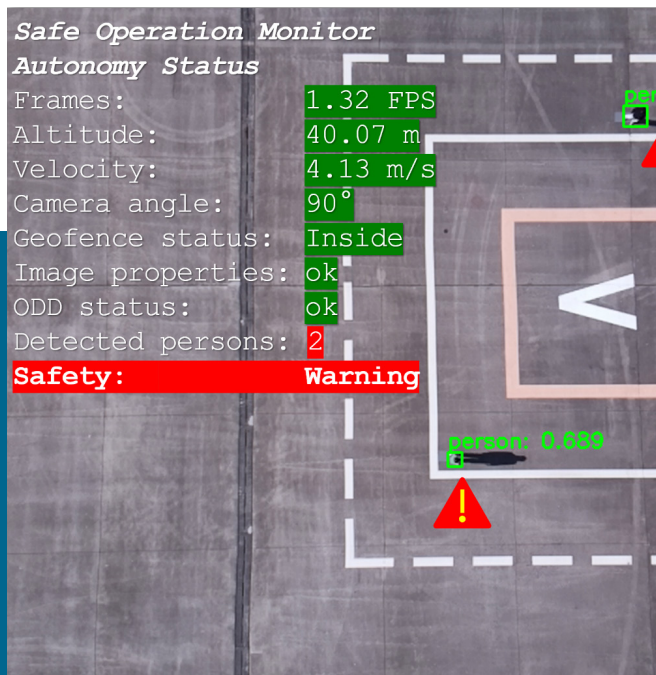 Safe Operation Monitor
Autonomy Status
Frames: 1.32 FPS
Altitude: 40.07 m
Velocity: 4.13 m/s
Camera angle: 90°
Geofence status: Inside
Image properties: ok
ODD status: ok
Detected persons: 2
Safety: Warning
per
V
person: 0.689
!